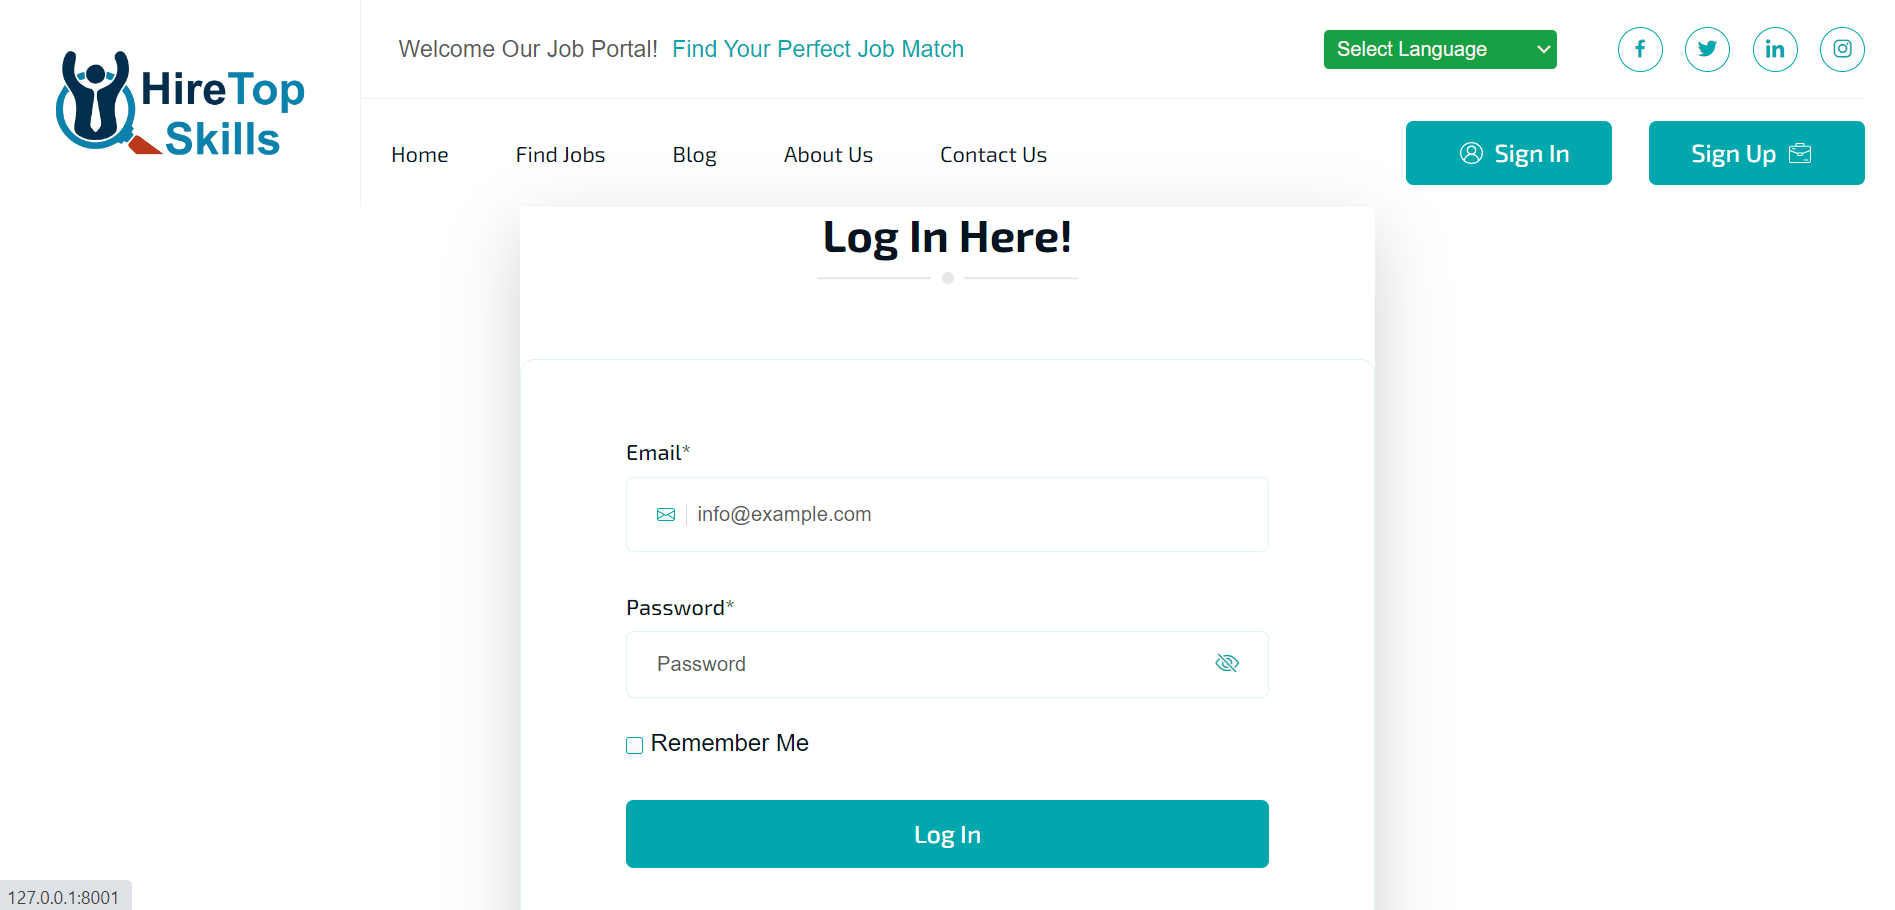 HireTop
Skills
Welcome Our Job Portal! Find Your Perfect Job Match
Select Language
Home Find Jobs Blog About Us Contact Us
Sign In Sign Up
Log In Here!
Email*
info@example.com
Password*
Password
Remember Me
Log In
127.0.0.1:8001